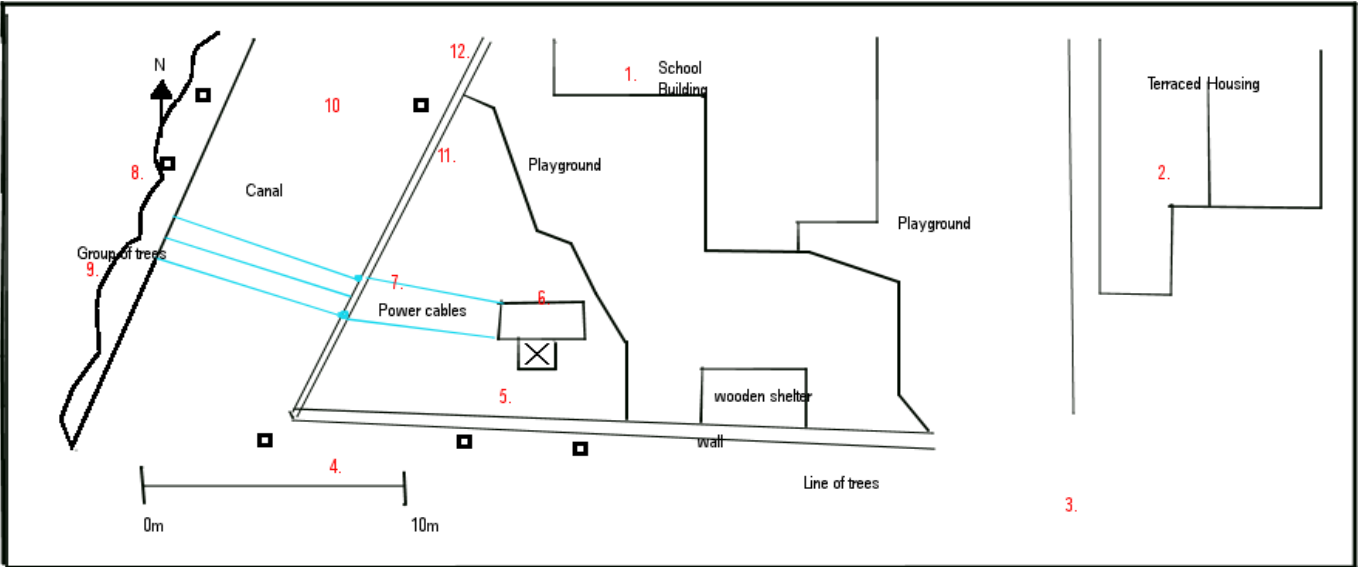 12.
N
1.
School
Building
Terraced Housing
10
11.
Playground
8.
2.
Canal
Playground
Group of trees
9.
7.
6
Power cables
5.
wooden shelter
Wall
4.
Line of trees
3.
0m
10m